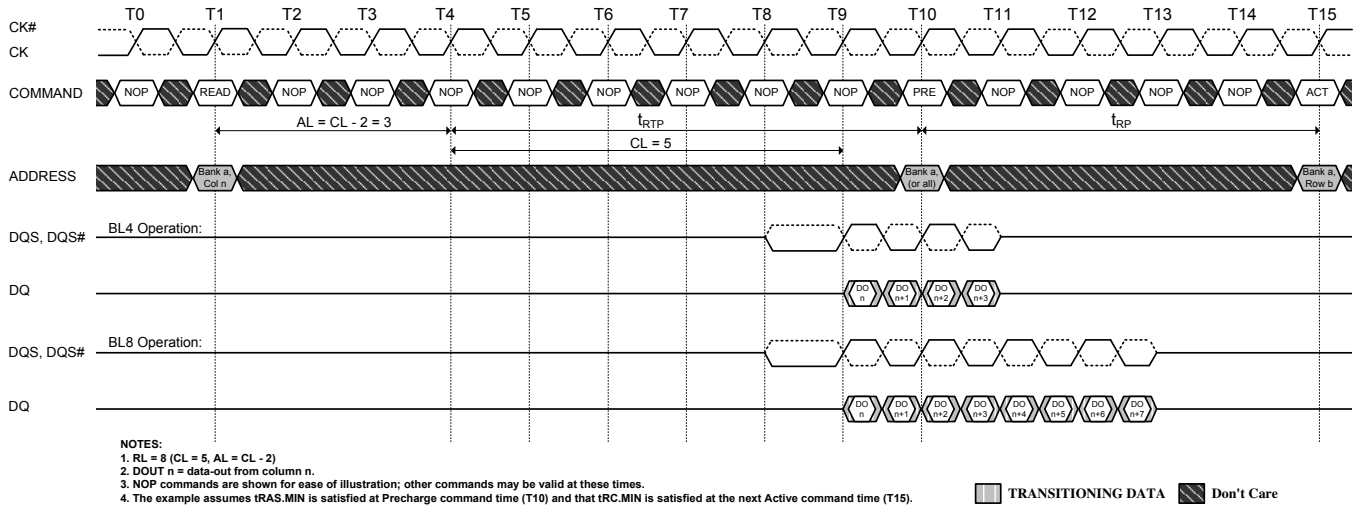 T0 T1 T2 T3 T4 T5 T6 T7 T8 T9 T10 T11 T12 T13 T14 T15
CK#
CK
COMMAND NOP READ NOP NOP NOP NOP NOP NOP NOP NOP PRE NOP NOP NOP NOP ACT
AL = CL - 2 = 3 tRTP tRP
CL = 5
ADDRESS Bank a, Col n Bank a, (or all) Bank a, Row b
BL4 Operation:
DQS, DQS#
DQ DO n DO n+1 DO n+2 DO n+3
BL8 Operation:
DQS, DQS#
DQ DO n DO n+1 DO n+2 DO n+3 DO n+4 DO n+5 DO n+6 DO n+7
NOTES:
1. RL = 8 (CL = 5, AL = CL - 2)
2. DOUT n = data-out from column n.
3. NOP commands are shown for ease of illustration; other commands may be valid at these times.
4. The example assumes tRAS.MIN is satisfied at Precharge command time (T10) and that tRC.MIN is satisfied at the next Active command time (T15).
TRANSITIONING DATA Don't Care